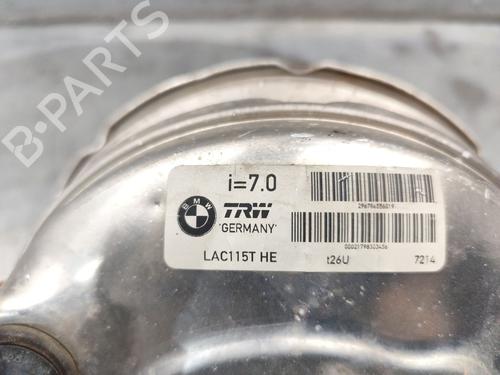 B-PARTS
i=7.0
BMW
TRW
GERMANY
LAC115T HE
t26U
7214